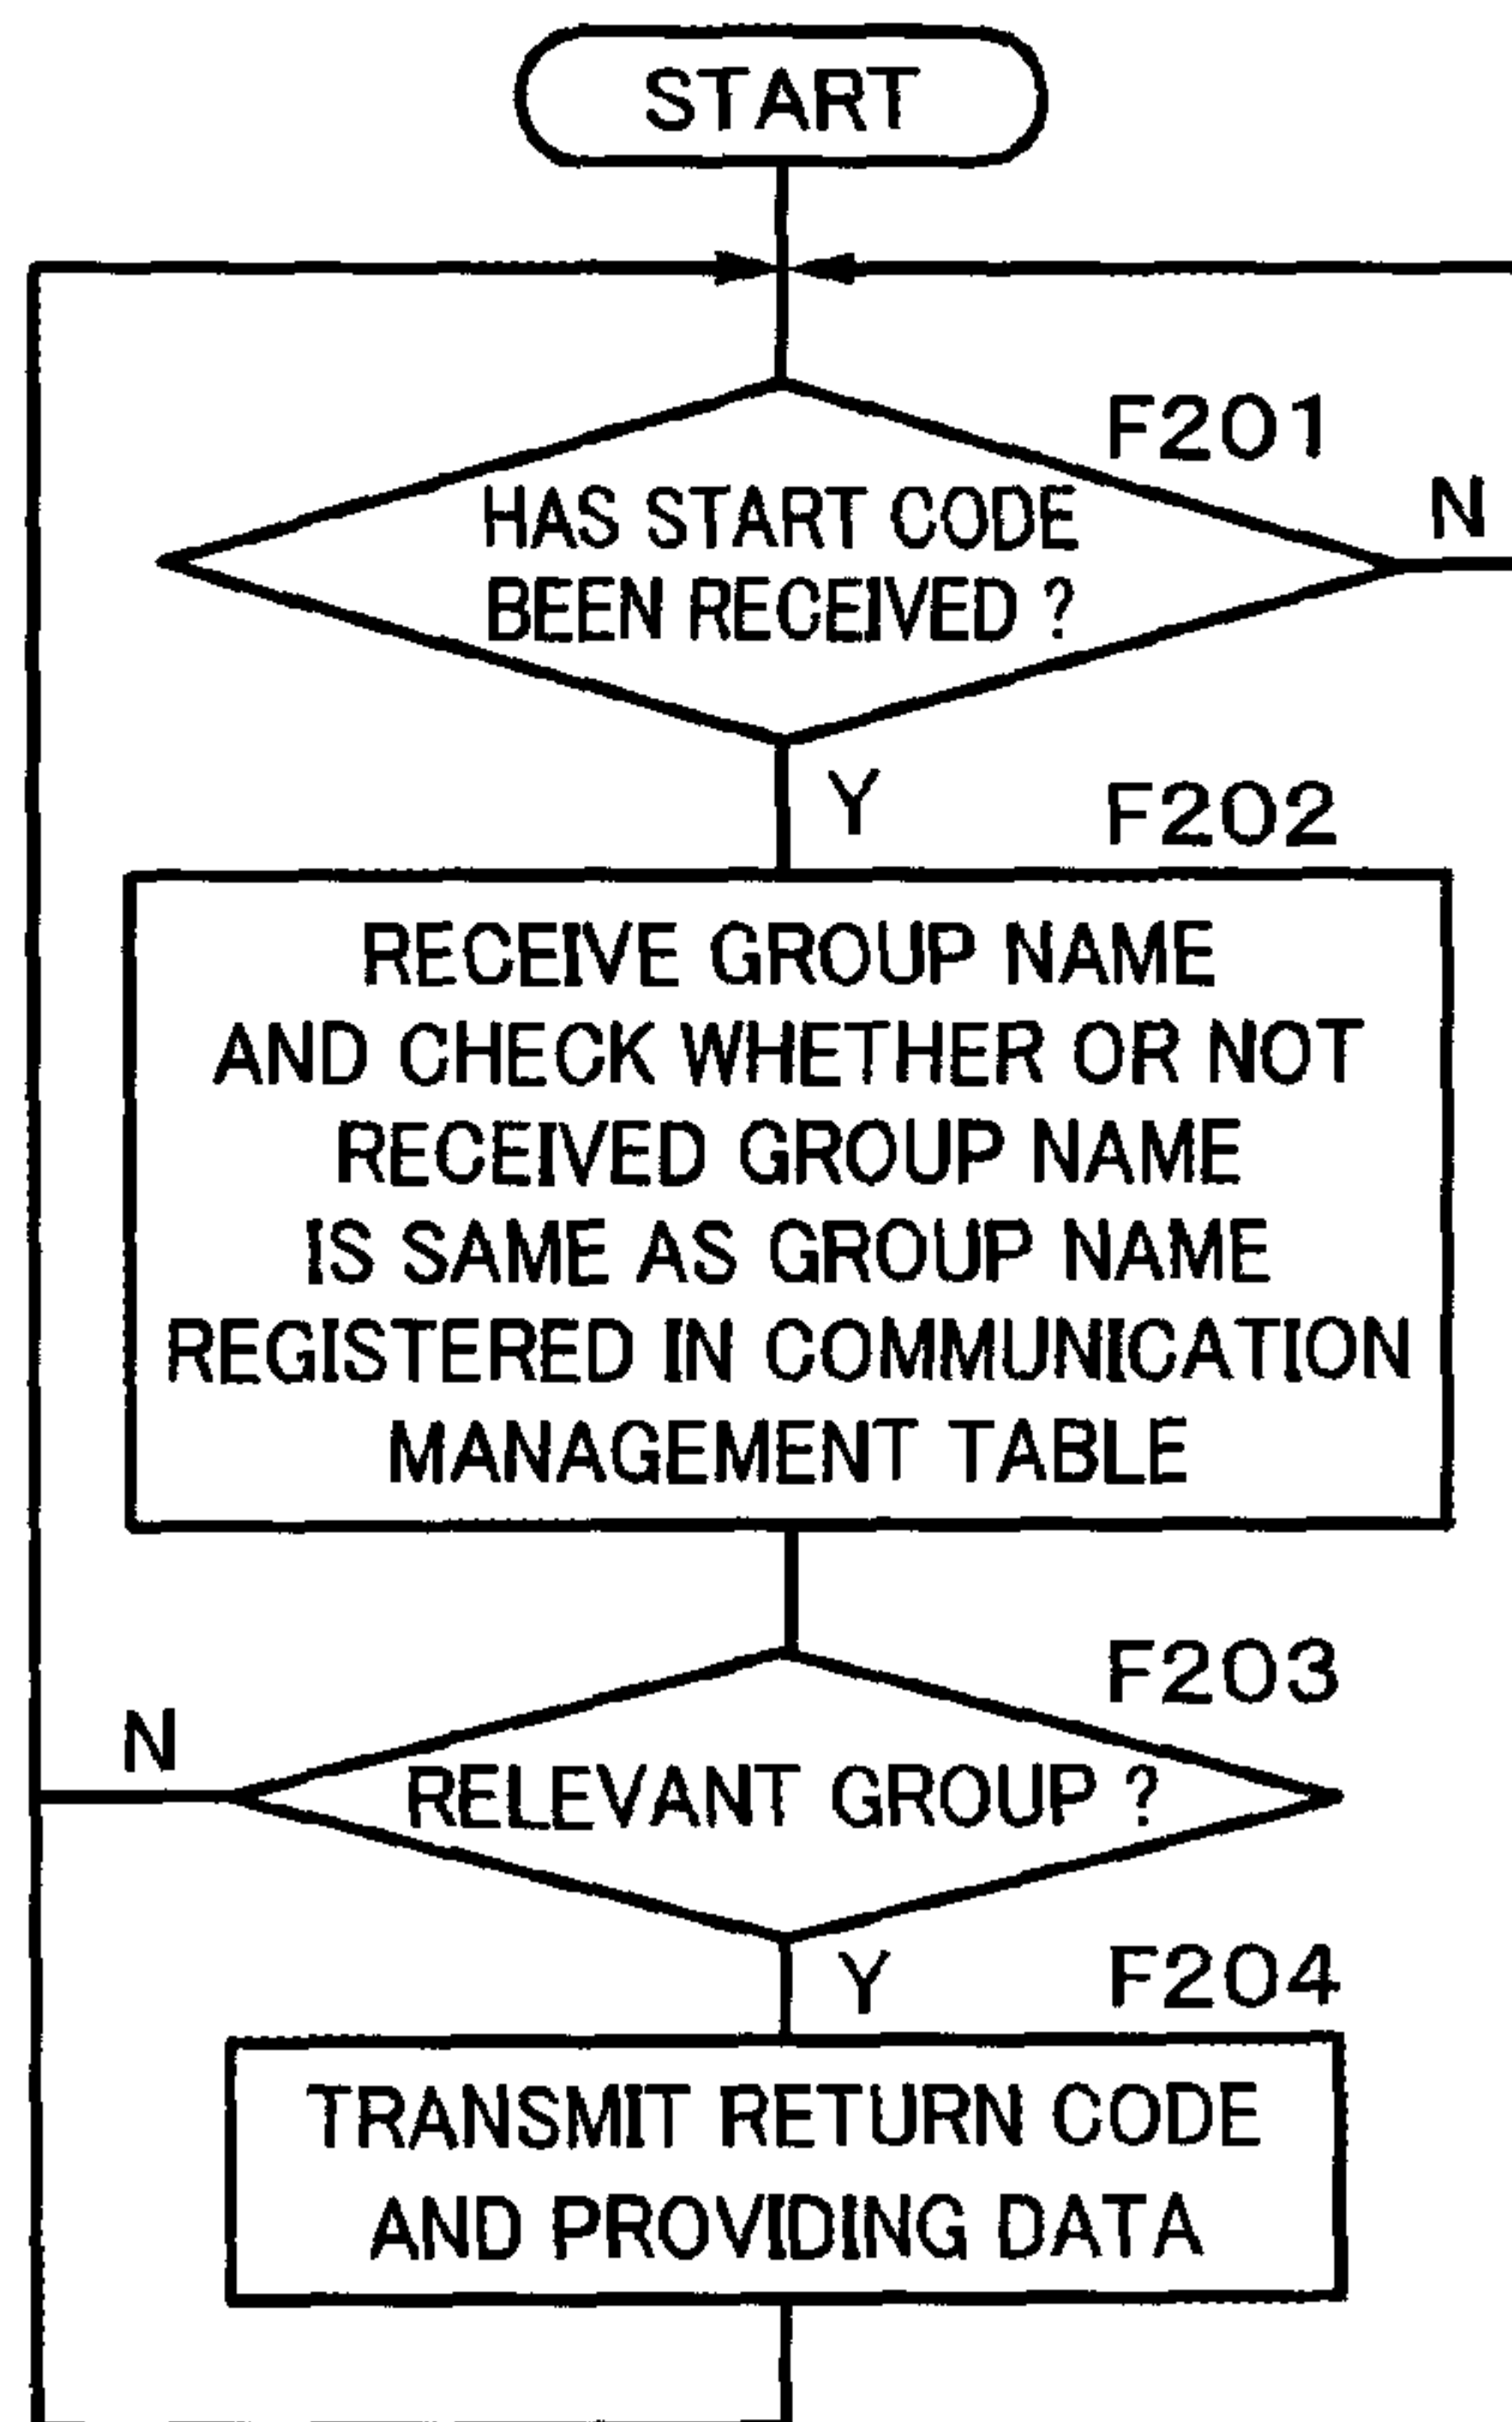 START
F201
HAS START CODE
BEEN RECEIVED ?
N
Y
F202
RECEIVE GROUP NAME
AND CHECK WHETHER OR NOT
RECEIVED GROUP NAME
IS SAME AS GROUP NAME
REGISTERED IN COMMUNICATION
MANAGEMENT TABLE
F203
N
RELEVANT GROUP ?
Y
F204
TRANSMIT RETURN CODE
AND PROVIDING DATA